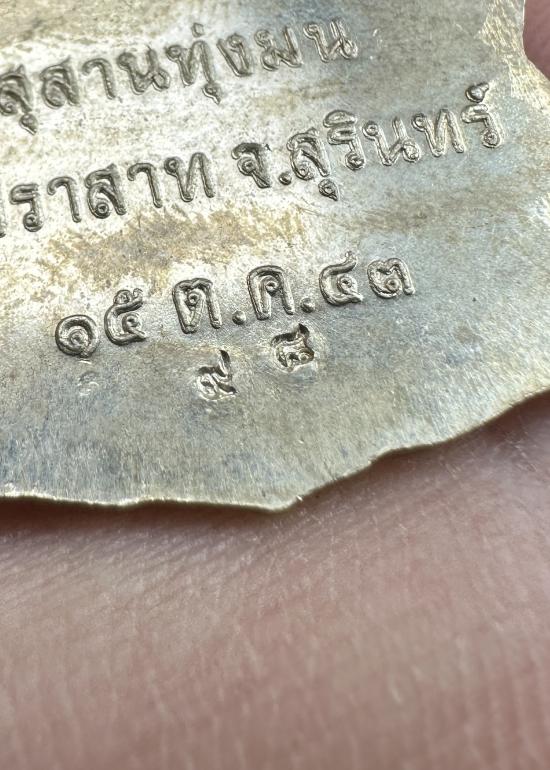 สุสานทุ่งมน
ปราสาท จ.สุรินทร์
๑๕ ต.ค.๔๓
๙ ๘